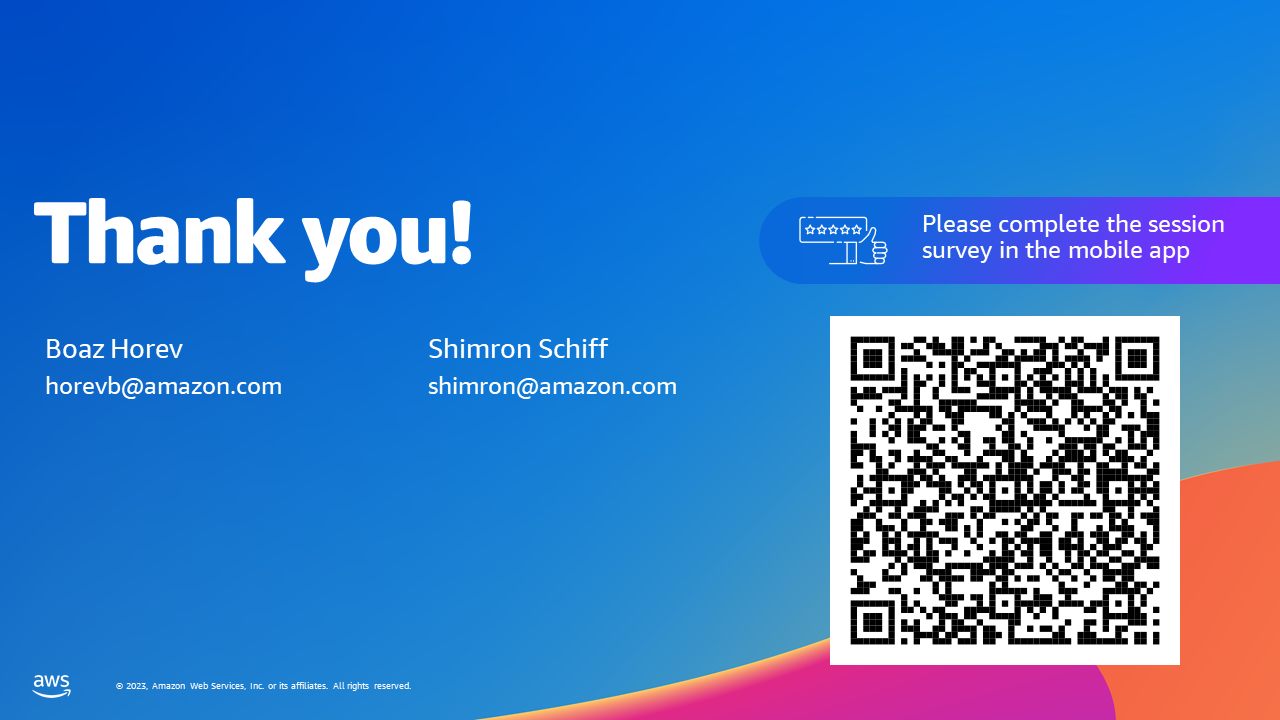 Thank you!
Please complete the session
survey in the mobile app
Boaz Horev
horevb@amazon.com
Shimron Schiff
shimron@amazon.com
aws
© 2023, Amazon Web Services, Inc. or its affiliates. All rights reserved.